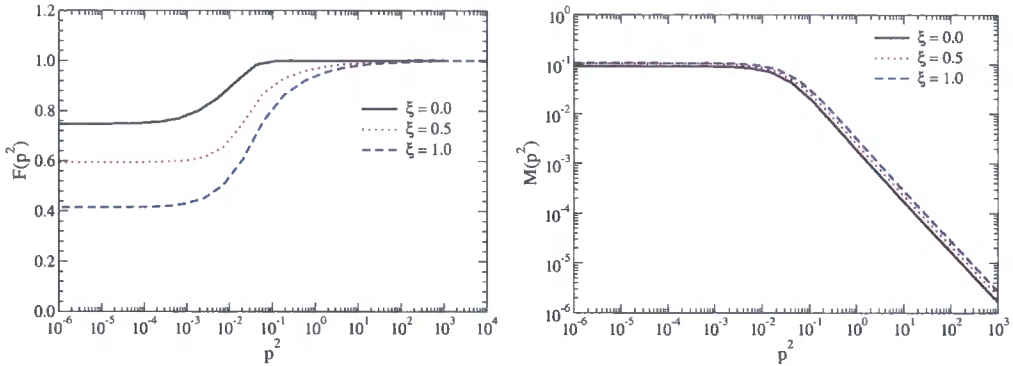 1.2
1.0
0.8
0.6
0.4
0.2
0.0
F(p²)
ξ = 0.0
ξ = 0.5
ξ = 1.0
10⁻⁶ 10⁻⁵ 10⁻⁴ 10⁻³ 10⁻² 10⁻¹ 10⁰ 10¹ 10² 10³ 10⁴
p²
10⁰
10⁻¹
10⁻²
10⁻³
10⁻⁴
10⁻⁵
10⁻⁶
M(p²)
ξ = 0.0
ξ = 0.5
ξ = 1.0
10⁻⁶ 10⁻⁵ 10⁻⁴ 10⁻³ 10⁻² 10⁻¹ 10⁰ 10¹ 10² 10³
p²